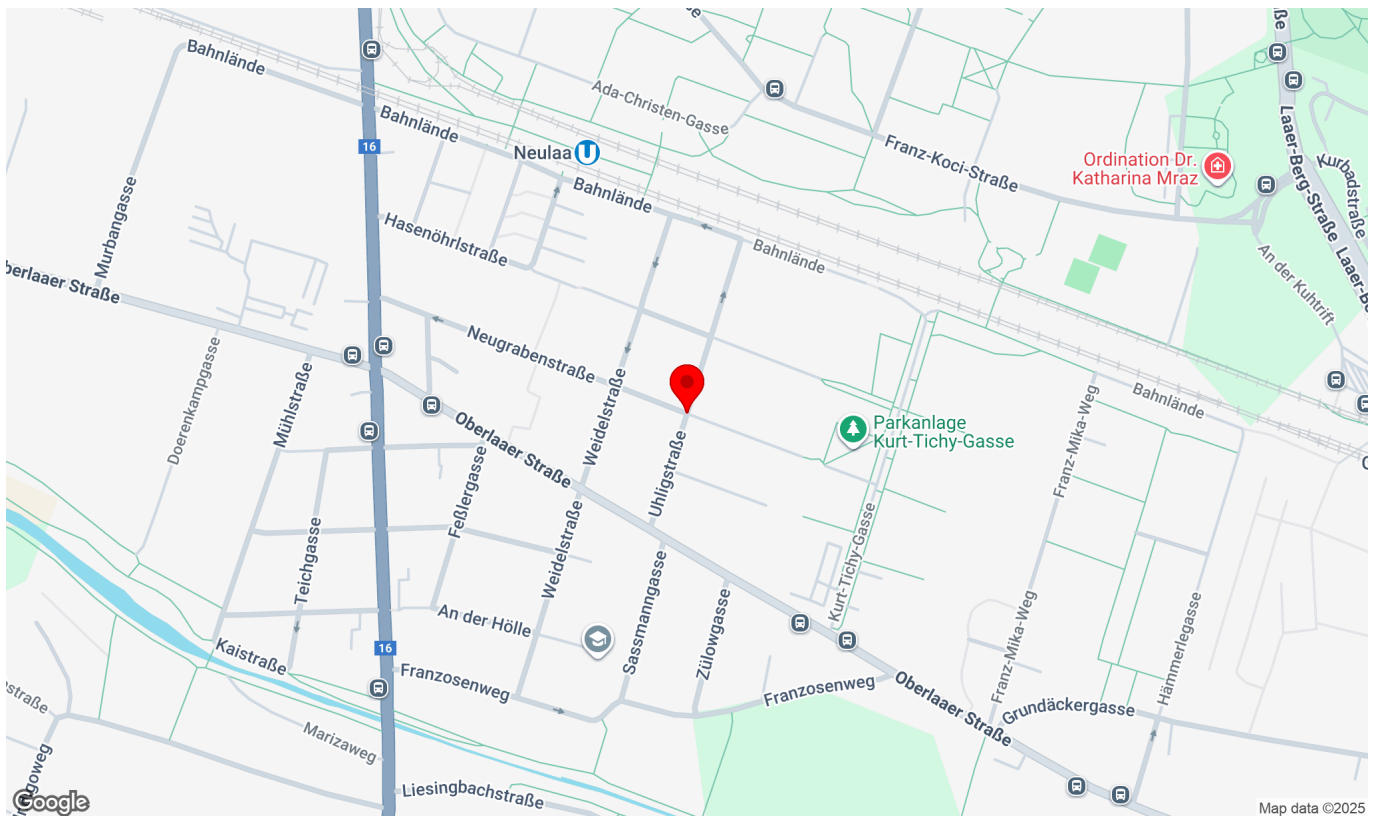 Bahnlände
Ada-Christen-Gasse
Bahnlände
16
Neulaa
Franz-Koci-Straße
Ordination Dr.
Katharina Mraz
Kurbadstraße
Laaer-Berg-Straße
Bahnlände
Murbangasse
Hasenöhrlstraße
Bahnlände
An der Kuhtrift
Neugrabenstraße
Doerenkampgasse
Mühlstraße
Weidelstraße
Bahnlände
Oberlaaer Straße
Parkanlage
Kurt-Tichy-Gasse
Franz-Mika-Weg
Uhligstraße
Feßlergasse
Teichgasse
Weidelstraße
Kurt-Tichy-Gasse
An der Hölle
Sassmanngasse
Zülowgasse
Franz-Mika-Weg
Hämmerlegasse
16
Kaistraße
Franzosenweg
Franzosenweg
Oberlaaer Straße
Grundäckergasse
Marizaweg
Liesingbachstraße
Google
Map data ©2025